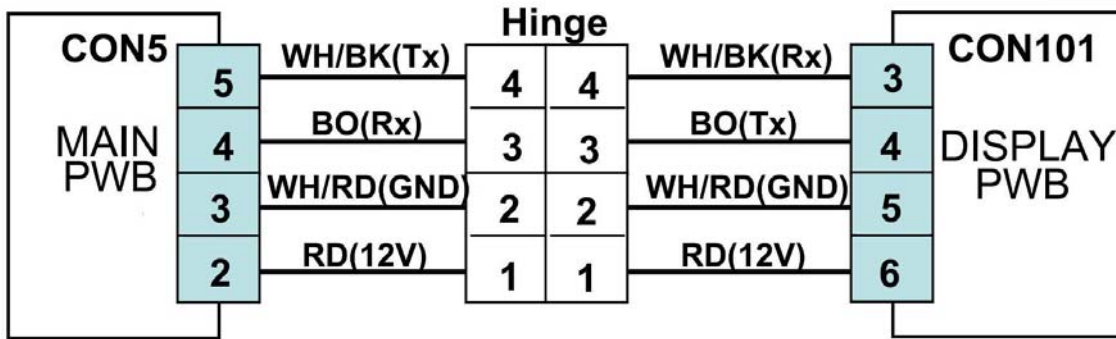 Hinge
CON5 WH/BK(Tx) WH/BK(Rx) CON101
5 4 4 3
BO(Rx) BO(Tx)
MAIN PWB 4 3 3 4 DISPLAY PWB
WH/RD(GND) WH/RD(GND)
3 2 2 5
RD(12V) RD(12V)
2 1 1 6